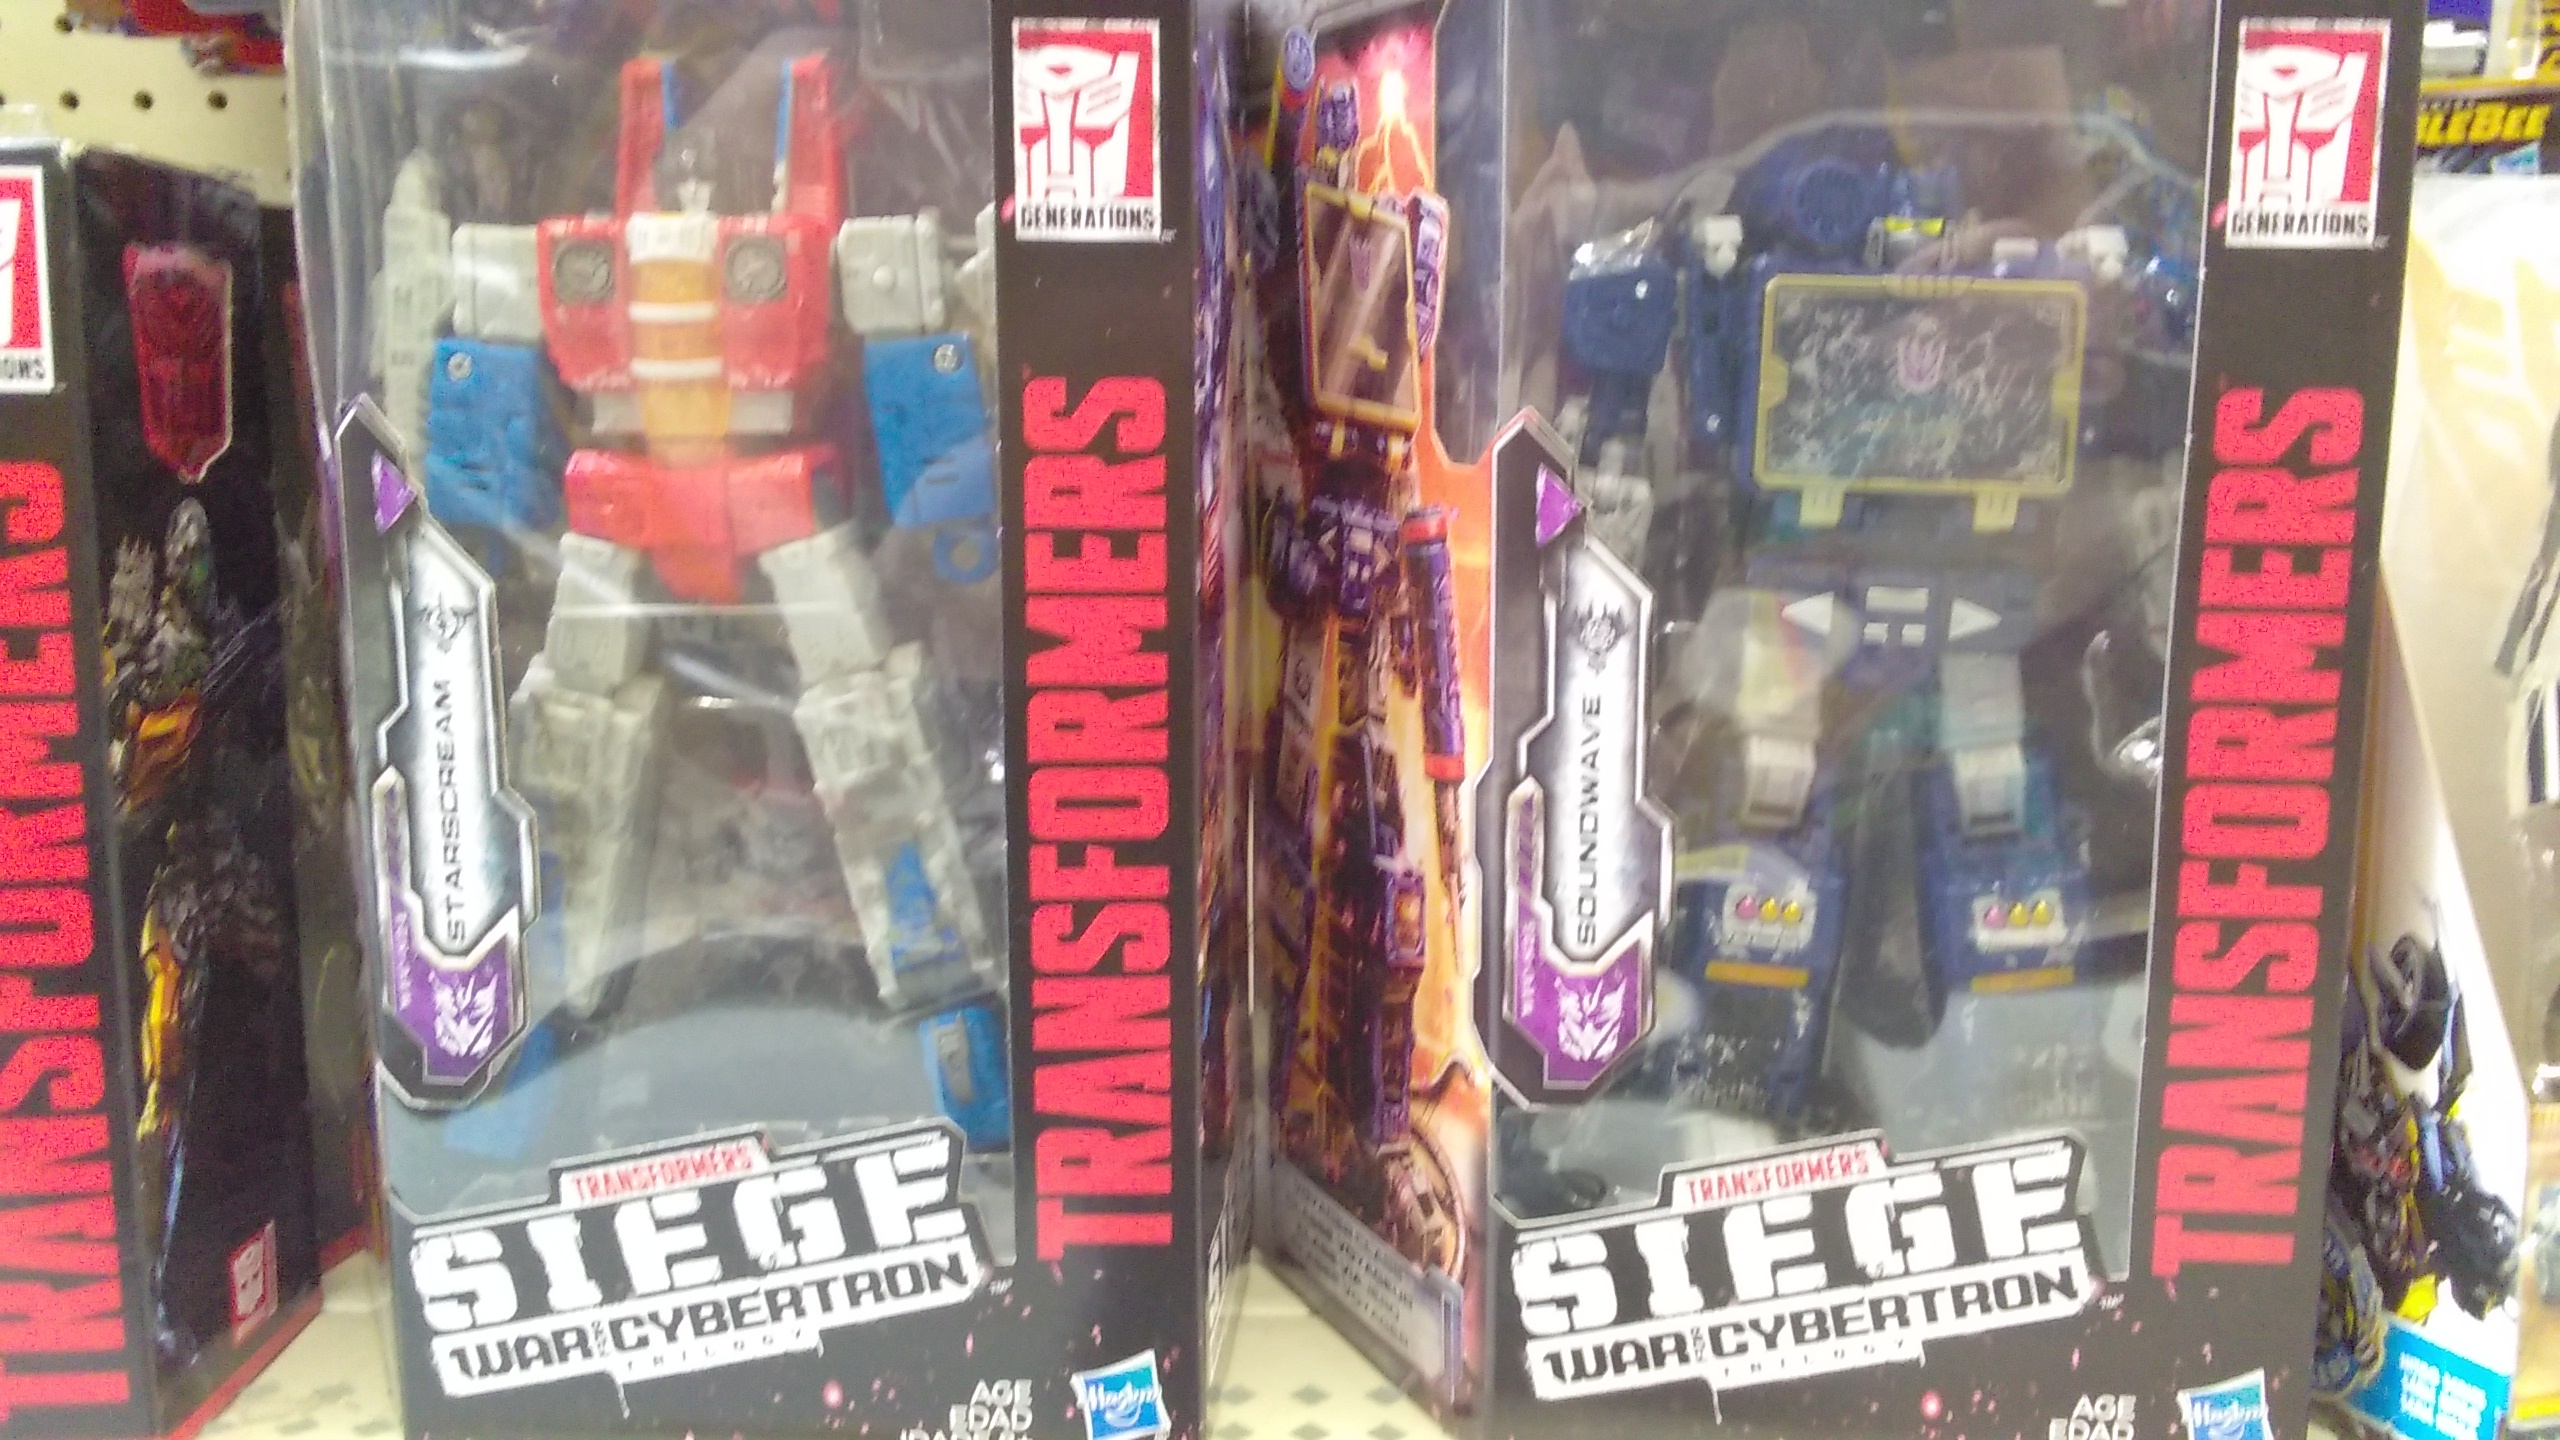 TRANSFORMERS
STARSCREAM
GENERATIONS
TRANSFORMERS
TRANSFORMERS
SIEGE
WAR FOR CYBERTRON
TRILOGY
AGE
EDAD
Hasbro
SOUNDWAVE
GENERATIONS
TRANSFORMERS
TRANSFORMERS
SIEGE
WAR FOR CYBERTRON
TRILOGY
AGE
EDAD
Hasbro